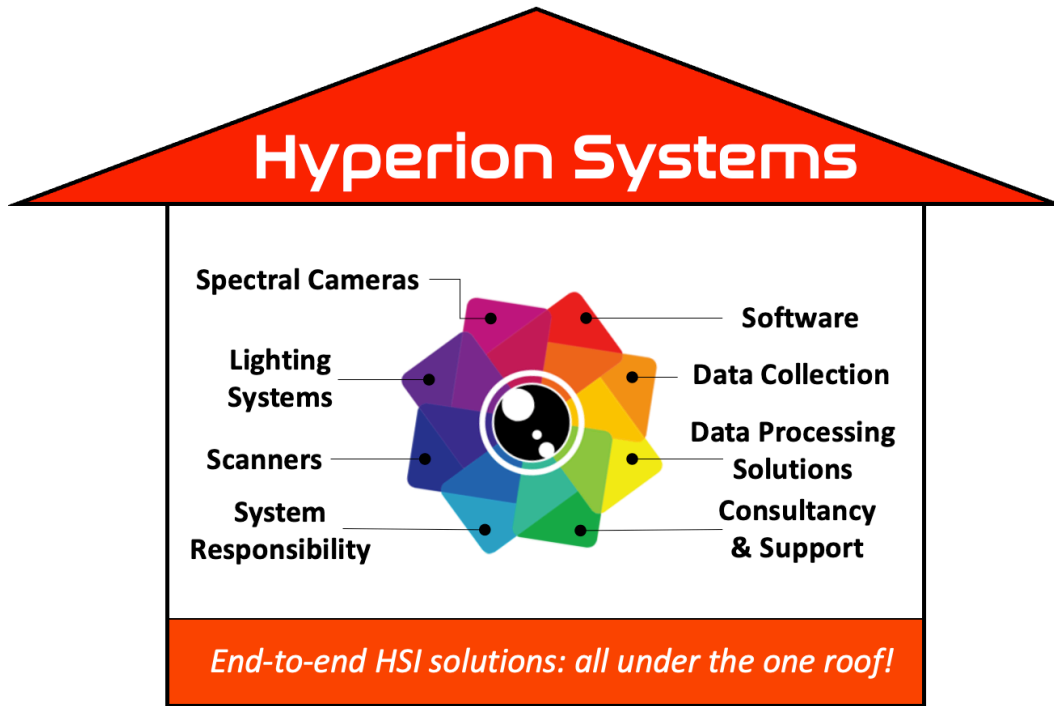 Hyperion Systems
Spectral Cameras
Lighting
Systems
Scanners
System
Responsibility
Software
Data Collection
Data Processing
Solutions
Consultancy
& Support
End-to-end HSI solutions: all under the one roof!